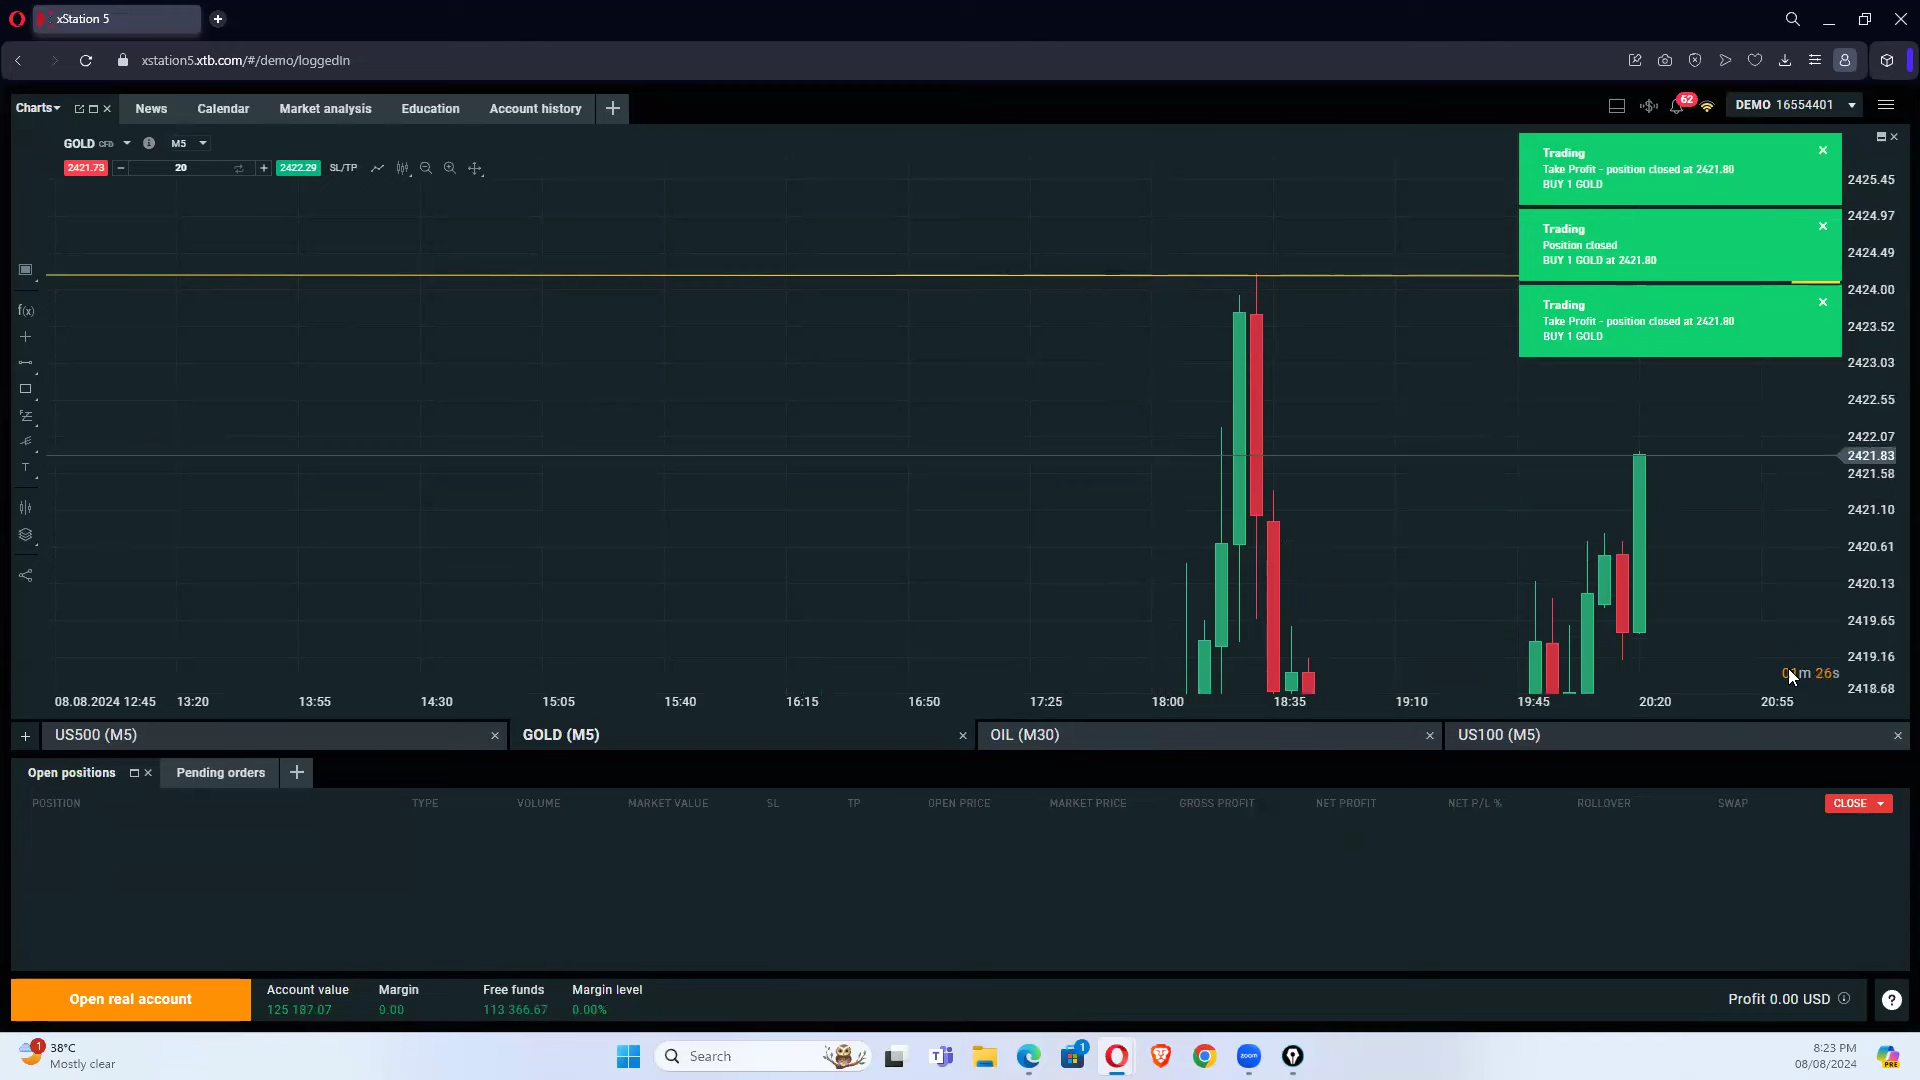 xStation 5
xstation5.xtb.com/#/demo/loggedIn
Charts
News
Calendar
Market analysis
Education
Account history
62
DEMO 16554401
GOLD CFD
M5
2421.73
20
2422.29
SL/TP
Trading
Take Profit - position closed at 2421.80
BUY 1 GOLD
Trading
Position closed
BUY 1 GOLD at 2421.80
Trading
Take Profit - position closed at 2421.80
BUY 1 GOLD
2425.45
2424.97
2424.49
2424.00
2423.52
2423.03
2422.55
2422.07
2421.83
2421.58
2421.10
2420.61
2420.13
2419.65
2419.16
2418.68
f(x)
T
26s
08.08.2024 12:45
13:20
13:55
14:30
15:05
15:40
16:15
16:50
17:25
18:00
18:35
19:10
19:45
20:20
20:55
US500 (M5)
GOLD (M5)
OIL (M30)
US100 (M5)
Open positions
Pending orders
POSITION
TYPE
VOLUME
MARKET VALUE
SL
TP
OPEN PRICE
MARKET PRICE
GROSS PROFIT
NET PROFIT
NET P/L %
ROLLOVER
SWAP
CLOSE
Open real account
Account value
125 187.07
Margin
Free funds
113 366.67
Margin level
0.00%
Profit 0.00 USD
?
1
38°C
Mostly clear
Search
1
zoom
8:23 PM
08/08/2024
PRE